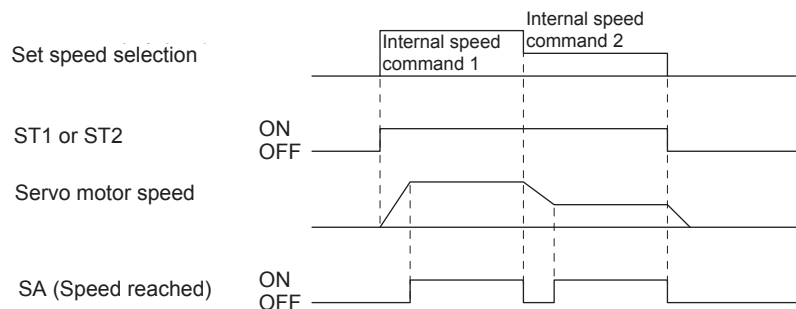 Internal speed
command 2
Internal speed
command 1
Set speed selection
ST1 or ST2
ON
OFF
Servo motor speed
SA (Speed reached)
ON
OFF